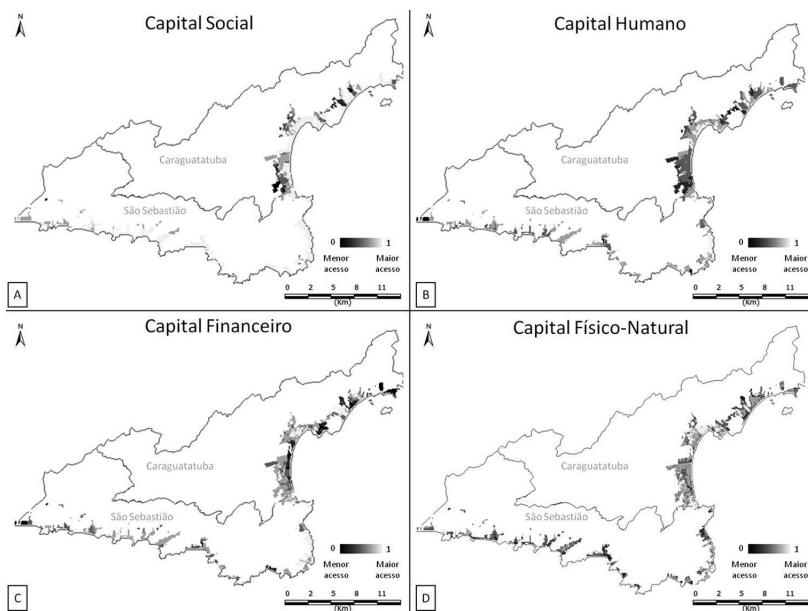 N
Capital Social
Caraguatatuba
São Sebastião
0 1
Menor acesso
Maior acesso
0 2 5 8 11
(Km)
A
N
Capital Humano
Caraguatatuba
São Sebastião
0 1
Menor acesso
Maior acesso
0 2 5 8 11
(Km)
B
N
Capital Financeiro
Caraguatatuba
São Sebastião
0 1
Menor acesso
Maior acesso
0 2 5 8 11
(Km)
C
N
Capital Físico-Natural
Caraguatatuba
São Sebastião
0 1
Menor acesso
Maior acesso
0 2 5 8 11
(Km)
D